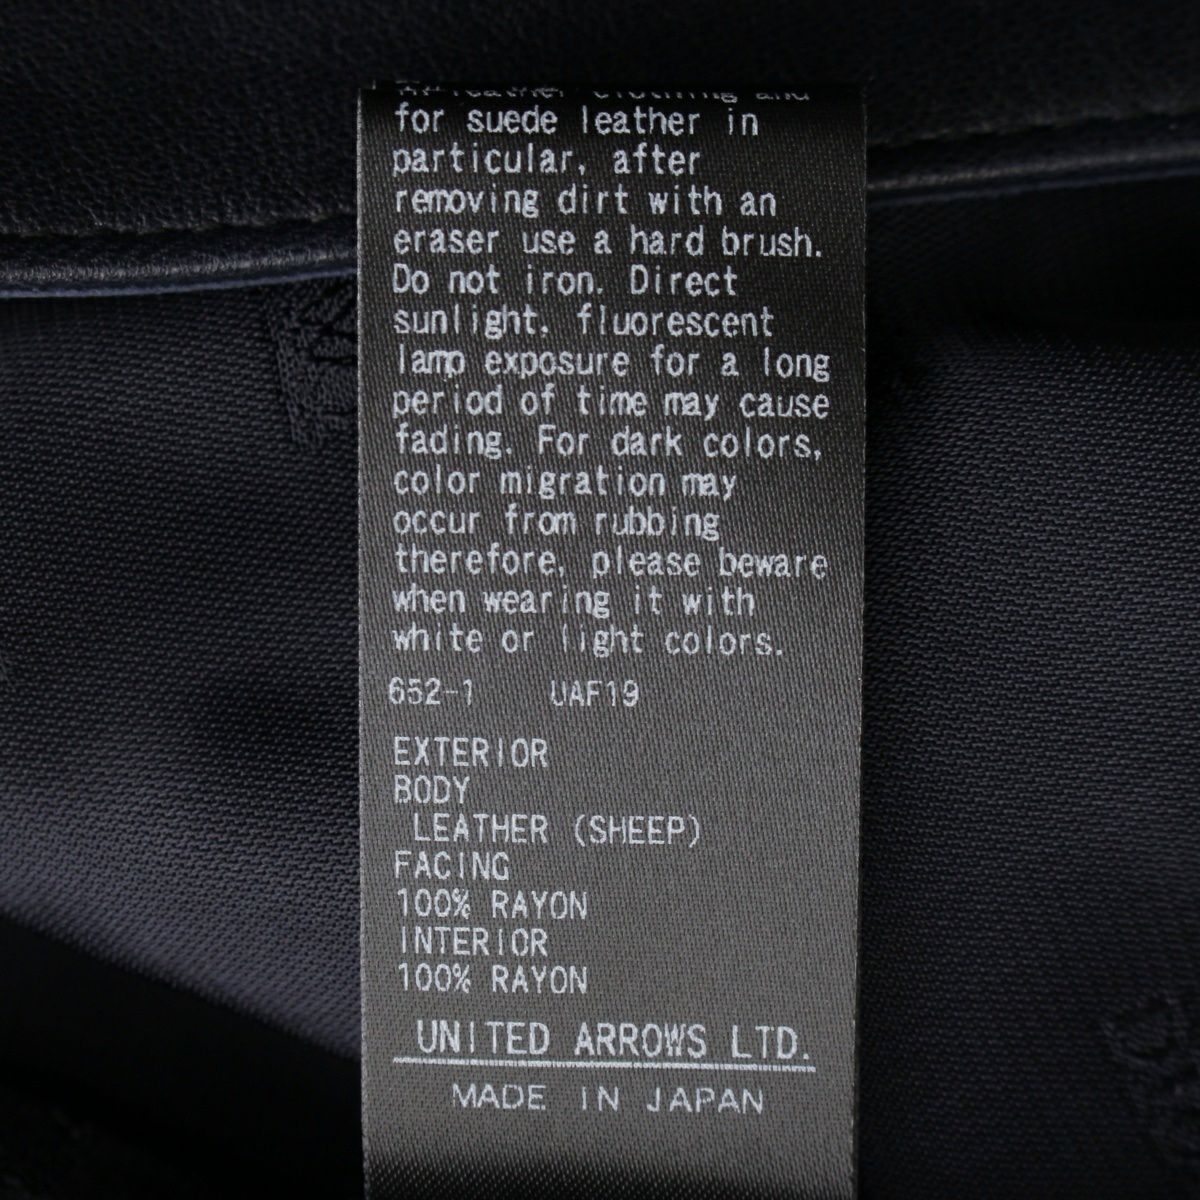 leather clothing and
for suede leather in
particular, after
removing dirt with an
eraser use a hard brush.
Do not iron. Direct
sunlight. fluorescent
lamp exposure for a long
period of time may cause
fading. For dark colors,
color migration may
occur from rubbing
therefore, please beware
when wearing it with
white or light colors.
652-1 UAF19
EXTERIOR
BODY
LEATHER (SHEEP)
FACING
100% RAYON
INTERIOR
100% RAYON
UNITED ARROWS LTD.
MADE IN JAPAN